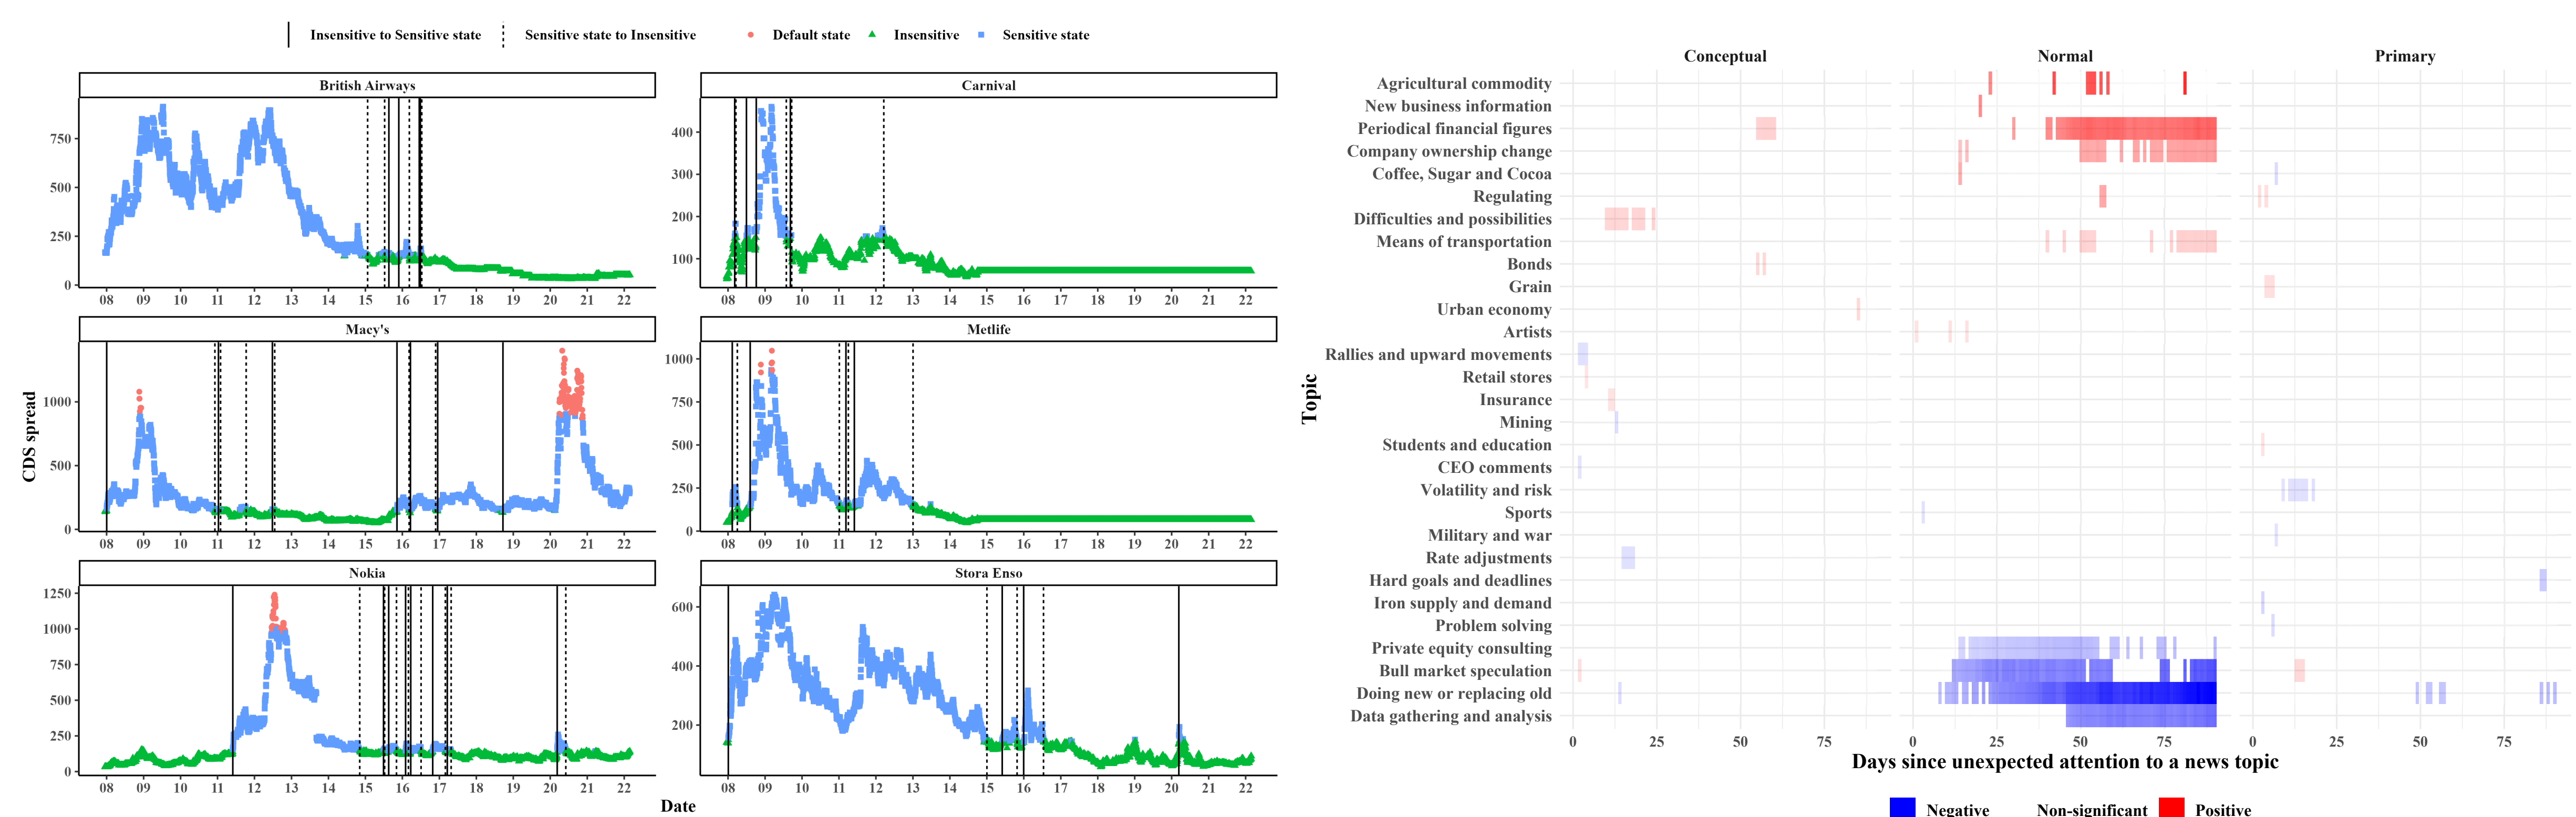 Insensitive to Sensitive state Sensitive state to Insensitive Default state Insensitive Sensitive state
British Airways
750
500
250
0
08 09 10 11 12 13 14 15 16 17 18 19 20 21 22
Carnival
400
300
200
100
08 09 10 11 12 13 14 15 16 17 18 19 20 21 22
Macy's
1000
500
0
08 09 10 11 12 13 14 15 16 17 18 19 20 21 22
Metlife
1000
750
500
250
0
08 09 10 11 12 13 14 15 16 17 18 19 20 21 22
Nokia
1250
1000
750
500
250
0
08 09 10 11 12 13 14 15 16 17 18 19 20 21 22
Stora Enso
600
400
200
08 09 10 11 12 13 14 15 16 17 18 19 20 21 22
CDS spread
Date
Conceptual Normal Primary
Topic
Agricultural commodity
New business information
Periodical financial figures
Company ownership change
Coffee, Sugar and Cocoa
Regulating
Difficulties and possibilities
Means of transportation
Bonds
Grain
Urban economy
Artists
Rallies and upward movements
Retail stores
Insurance
Mining
Students and education
CEO comments
Volatility and risk
Sports
Military and war
Rate adjustments
Hard goals and deadlines
Iron supply and demand
Problem solving
Private equity consulting
Bull market speculation
Doing new or replacing old
Data gathering and analysis
0 25 50 75 0 25 50 75 0 25 50 75
Days since unexpected attention to a news topic
Negative Non-significant Positive